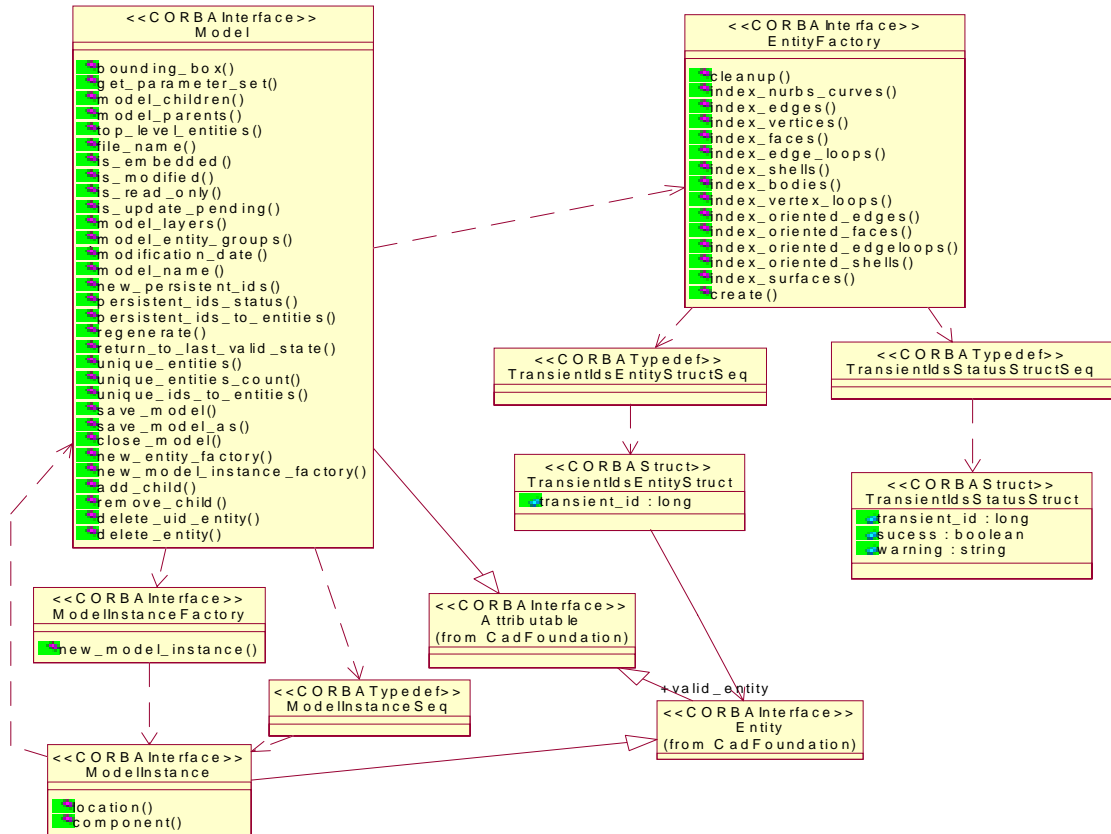 <<CORBAInterface>>
Model
bounding_box()
get_parameter_set()
model_children()
model_parents()
top_level_entities()
file_name()
is_embedded()
is_modified()
is_read_only()
is_update_pending()
model_layers()
model_entity_groups()
modification_date()
model_name()
new_persistent_ids()
persistent_ids_status()
persistent_ids_to_entities()
regenerate()
return_to_last_valid_state()
unique_entities()
unique_entities_count()
unique_ids_to_entities()
save_model()
save_model_as()
close_model()
new_entity_factory()
new_model_instance_factory()
add_child()
remove_child()
delete_uid_entity()
delete_entity()
<<CORBAInterface>>
EntityFactory
cleanup()
index_nurbs_curves()
index_edges()
index_vertices()
index_faces()
index_edge_loops()
index_shells()
index_bodies()
index_vertex_loops()
index_oriented_edges()
index_oriented_faces()
index_oriented_edgeloops()
index_oriented_shells()
index_surfaces()
create()
<<CORBATypedef>>
TransientIdsEntityStructSeq
<<CORBATypedef>>
TransientIdsStatusStructSeq
<<CORBAStruct>>
TransientIdsEntityStruct
transient_id : long
<<CORBAStruct>>
TransientIdsStatusStruct
transient_id : long
sucess : boolean
warning : string
<<CORBAInterface>>
ModelInstanceFactory
new_model_instance()
<<CORBAInterface>>
Attributable
(from CadFoundation)
+valid_entity
<<CORBATypedef>>
ModelInstanceSeq
<<CORBAInterface>>
Entity
(from CadFoundation)
<<CORBAInterface>>
ModelInstance
location()
component()